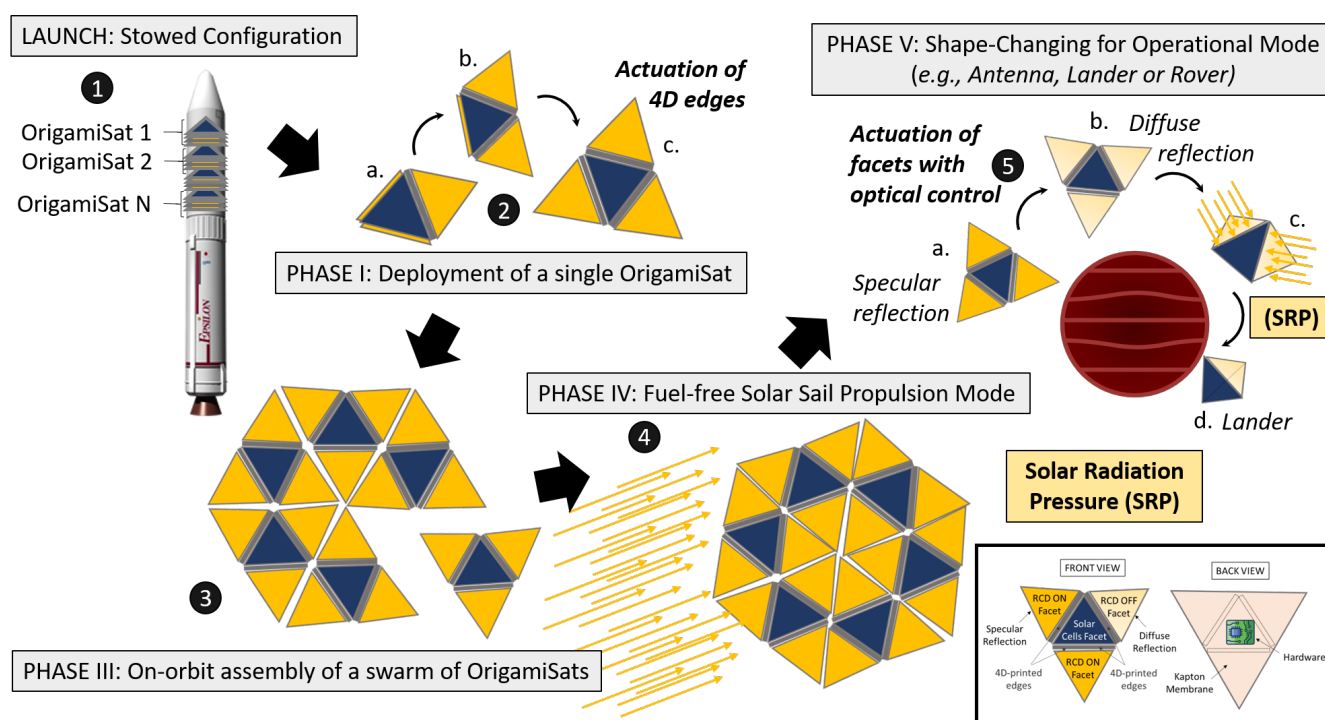 LAUNCH: Stowed Configuration
1
OrigamiSat 1
OrigamiSat 2
OrigamiSat N
EPSILON
a.
b.
c.
2
Actuation of
4D edges
PHASE I: Deployment of a single OrigamiSat
3
PHASE III: On-orbit assembly of a swarm of OrigamiSats
PHASE IV: Fuel-free Solar Sail Propulsion Mode
4
PHASE V: Shape-Changing for Operational Mode
(e.g., Antenna, Lander or Rover)
Actuation of
facets with
optical control
5
a.
Specular
reflection
b.
Diffuse
reflection
c.
(SRP)
d. Lander
Solar Radiation
Pressure (SRP)
FRONT VIEW
BACK VIEW
RCD ON
Facet
RCD OFF
Facet
Solar
Cells Facet
RCD ON
Facet
Specular
Reflection
Diffuse
Reflection
4D-printed
edges
4D-printed
edges
Kapton
Membrane
Hardware